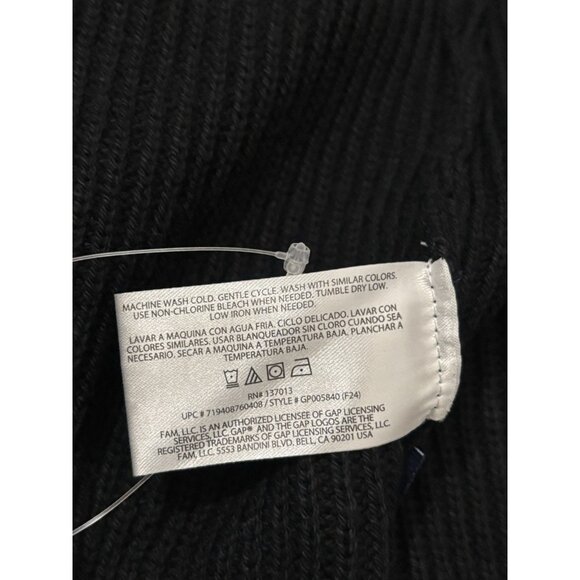 MACHINE WASH COLD. GENTLE CYCLE. WASH WITH SIMILAR COLORS.
USE NON-CHLORINE BLEACH WHEN NEEDED. TUMBLE DRY LOW.
LOW IRON WHEN NEEDED.
LAVAR A MAQUINA CON AGUA FRIA. CICLO DELICADO. LAVAR CON
COLORES SIMILARES. USAR BLANQUEADOR SIN CLORO CUANDO SEA
NECESARIO. SECAR A MAQUINA A TEMPERATURA BAJA. PLANCHAR A
TEMPERATURA BAJA.
RN# 137013
UPC # 719408760408 / STYLE # GP005840 (F24)
FAM, LLC. IS AN AUTHORIZED LICENSEE OF GAP LICENSING
SERVICES, LLC. GAP® AND THE GAP LOGOS ARE THE
REGISTERED TRADEMARKS OF GAP LICENSING SERVICES, LLC.
FAM, LLC. 5553 BANDINI BLVD. BELL, CA 90201 USA